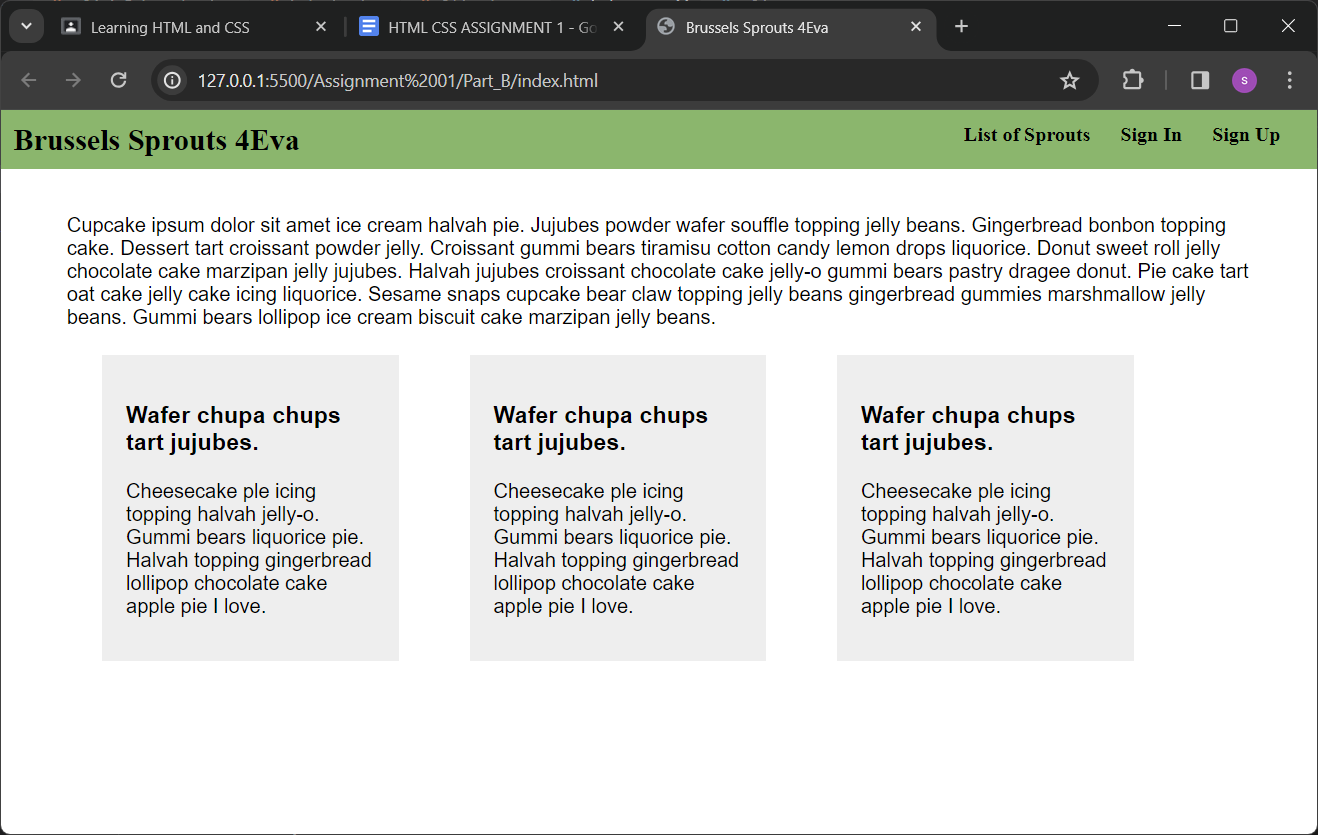 Learning HTML and CSS
HTML CSS ASSIGNMENT 1 - Go
Brussels Sprouts 4Eva
127.0.0.1:5500/Assignment%2001/Part_B/index.html
s
Brussels Sprouts 4Eva
List of Sprouts Sign In Sign Up
Cupcake ipsum dolor sit amet ice cream halvah pie. Jujubes powder wafer souffle topping jelly beans. Gingerbread bonbon topping
cake. Dessert tart croissant powder jelly. Croissant gummi bears tiramisu cotton candy lemon drops liquorice. Donut sweet roll jelly
chocolate cake marzipan jelly jujubes. Halvah jujubes croissant chocolate cake jelly-o gummi bears pastry dragee donut. Pie cake tart
oat cake jelly cake icing liquorice. Sesame snaps cupcake bear claw topping jelly beans gingerbread gummies marshmallow jelly
beans. Gummi bears lollipop ice cream biscuit cake marzipan jelly beans.
Wafer chupa chups
tart jujubes.
Cheesecake ple icing
topping halvah jelly-o.
Gummi bears liquorice pie.
Halvah topping gingerbread
lollipop chocolate cake
apple pie I love.
Wafer chupa chups
tart jujubes.
Cheesecake ple icing
topping halvah jelly-o.
Gummi bears liquorice pie.
Halvah topping gingerbread
lollipop chocolate cake
apple pie I love.
Wafer chupa chups
tart jujubes.
Cheesecake ple icing
topping halvah jelly-o.
Gummi bears liquorice pie.
Halvah topping gingerbread
lollipop chocolate cake
apple pie I love.